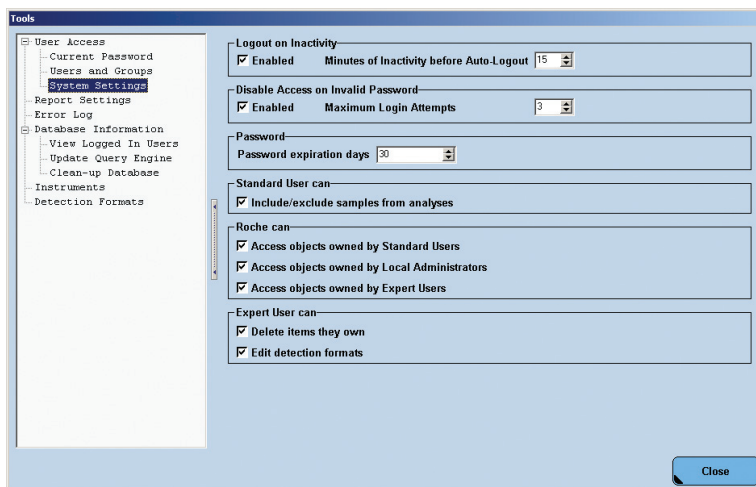 Tools
User Access
Current Password
Users and Groups
System Settings
Report Settings
Error Log
Database Information
View Logged In Users
Update Query Engine
Clean-up Database
Instruments
Detection Formats
Logout on Inactivity
Enabled Minutes of Inactivity before Auto-Logout 15
Disable Access on Invalid Password
Enabled Maximum Login Attempts 3
Password
Password expiration days 30
Standard User can
Include/exclude samples from analyses
Roche can
Access objects owned by Standard Users
Access objects owned by Local Administrators
Access objects owned by Expert Users
Expert User can
Delete items they own
Edit detection formats
Close